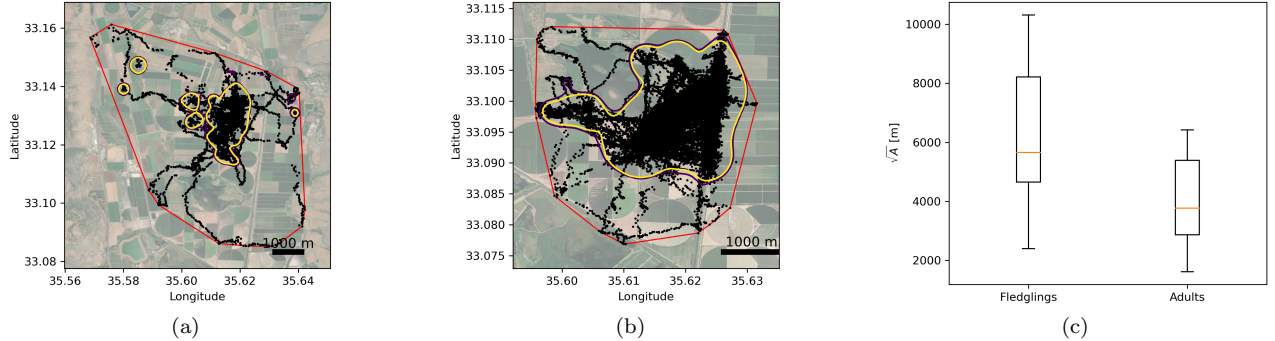 33.16
33.14
33.12
33.10
33.08
Latitude
35.56 35.58 35.60 35.62 35.64
Longitude
1000 m
(a)
33.115
33.110
33.105
33.100
33.095
33.090
33.085
33.080
33.075
Latitude
35.60 35.61 35.62 35.63
Longitude
1000 m
(b)
10000
8000
6000
4000
2000
√A [m]
Fledglings Adults
(c)